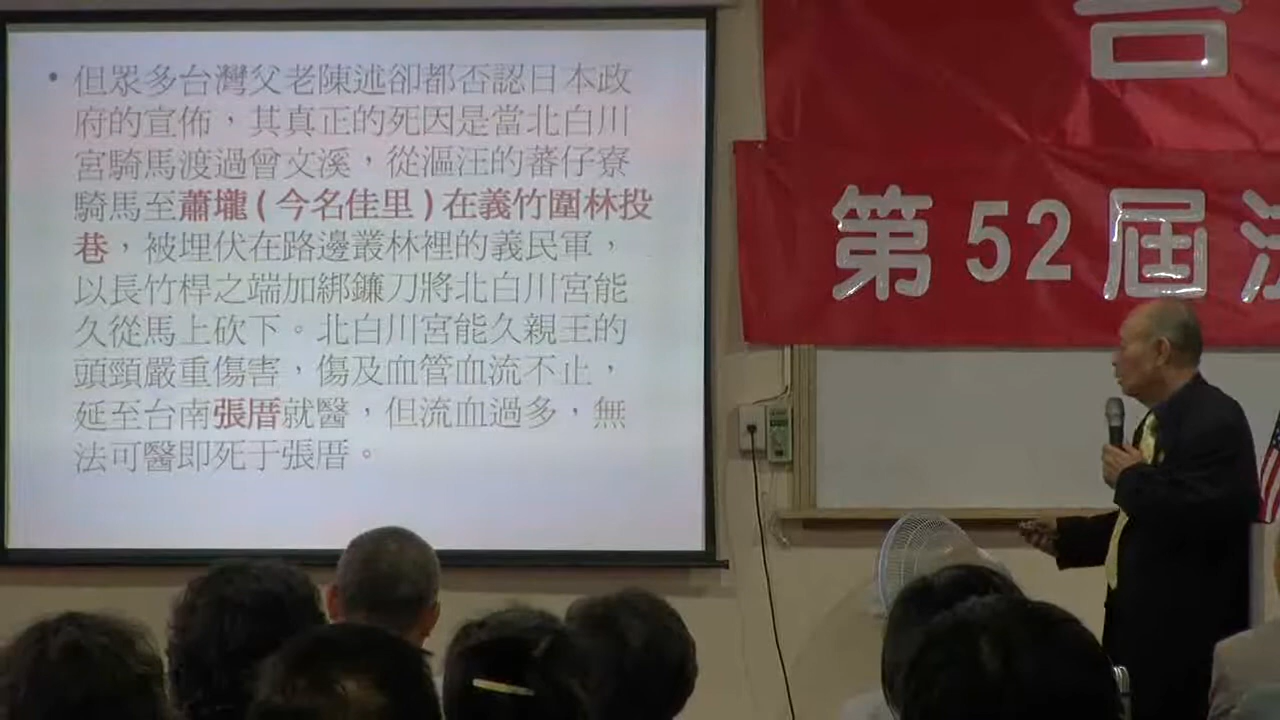 • 但眾多台灣父老陳述卻都否認日本政
府的宣佈，其真正的死因是當北白川
宮騎馬渡過曾文溪，從漚汪的蕃仔寮
騎馬至蕭壠(今名佳里)在義竹圍林投
巷，被埋伏在路邊叢林裡的義民軍，
以長竹桿之端加綁鐮刀將北白川宮能
久從馬上砍下。北白川宮能久親王的
頭頸嚴重傷害，傷及血管血流不止，
延至台南張厝就醫，但流血過多，無
法可醫即死于張厝。
第52屆